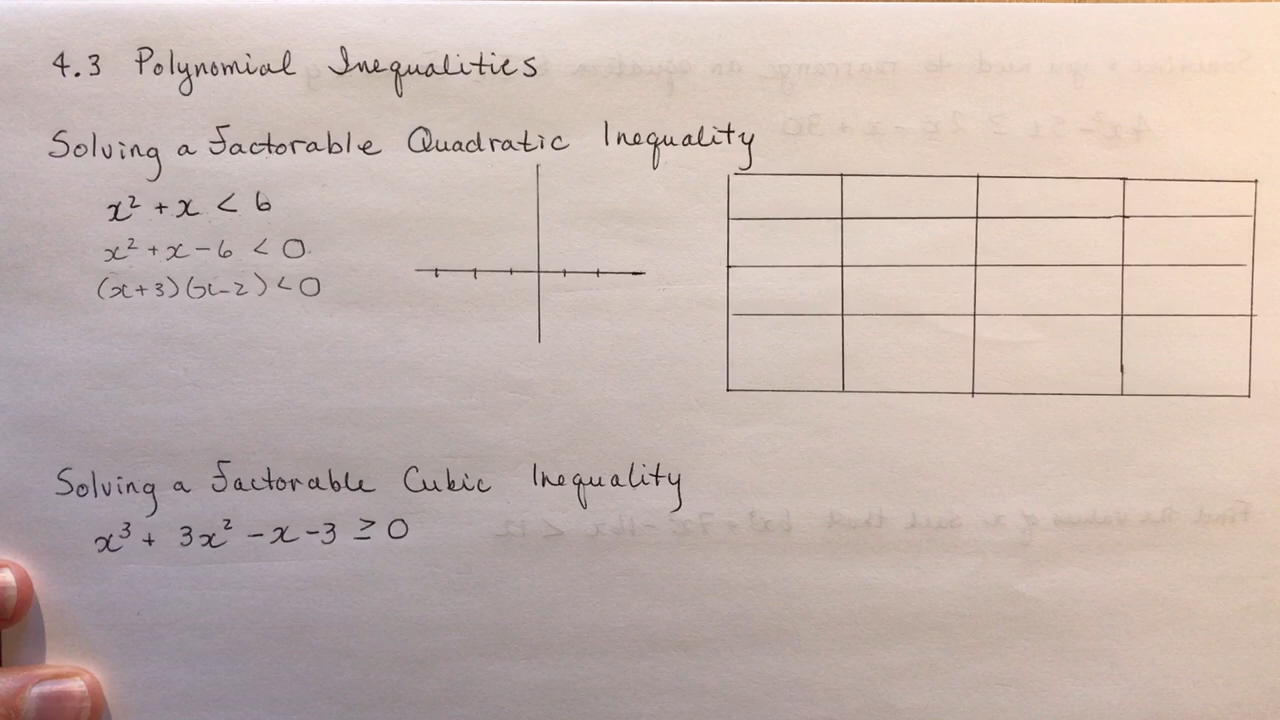 4.3 Polynomial Inequalities
Solving a Factorable Quadratic Inequality
x² + x < 6
x² + x - 6 < 0
(x+3)(x-2) < 0
Solving a Factorable Cubic Inequality
x³ + 3x² - x - 3 ≥ 0